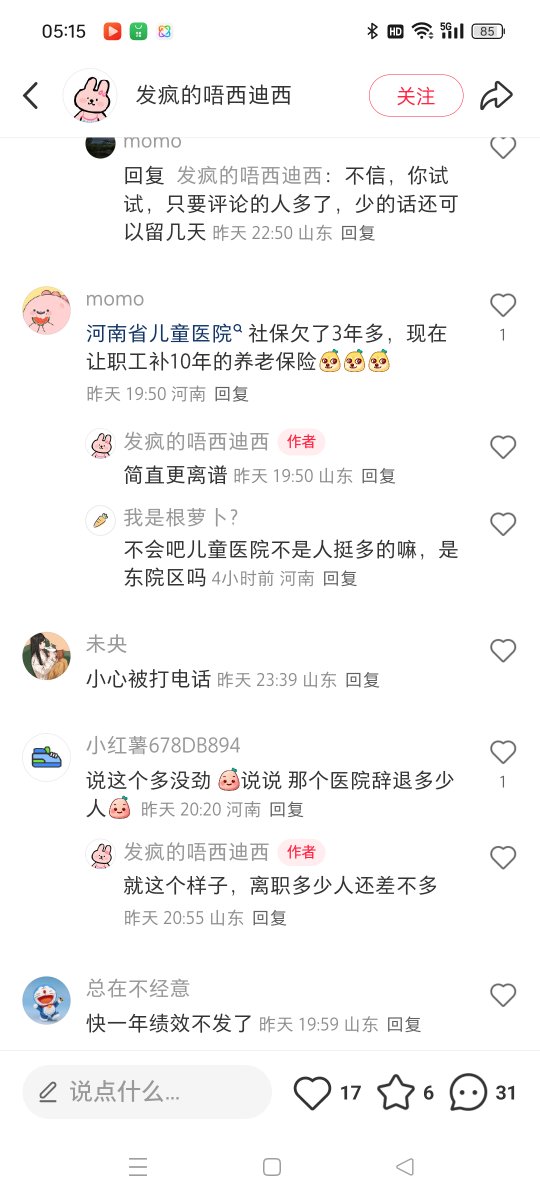 05:15
HD
5G
85
发疯的唔西迪西
关注
momo
回复 发疯的唔西迪西：不信，你试
试，只要评论的人多了，少的话还可
以留几天 昨天 22:50 山东 回复
momo
河南省儿童医院 社保欠了3年多，现在
让职工补10年的养老保险
昨天 19:50 河南 回复
1
发疯的唔西迪西 作者
简直更离谱 昨天 19:50 山东 回复
我是根萝卜?
不会吧儿童医院不是人挺多的嘛，是
东院区吗 4小时前 河南 回复
未央
小心被打电话 昨天 23:39 山东 回复
小红薯678DB894
说这个多没劲 说说 那个医院辞退多少
人 昨天 20:20 河南 回复
1
发疯的唔西迪西 作者
就这个样子，离职多少人还差不多
昨天 20:55 山东 回复
总在不经意
快一年绩效不发了 昨天 19:59 山东 回复
说点什么...
17
6
31